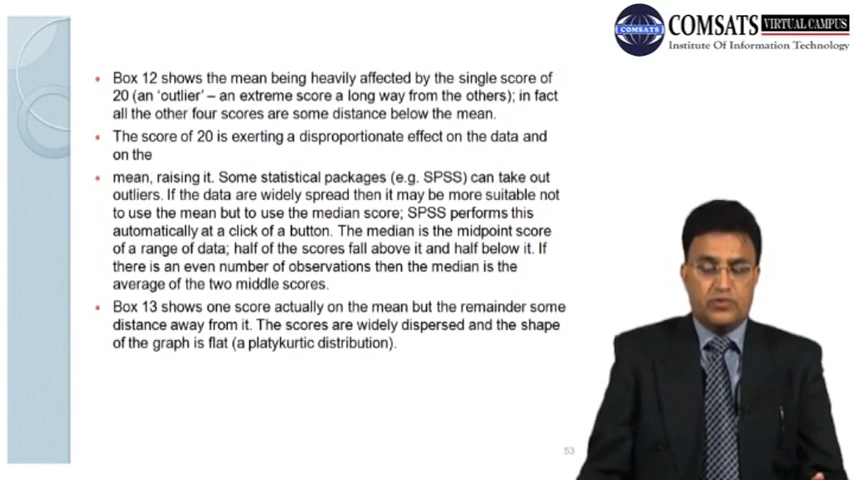 COMSATS VIRTUAL CAMPUS
Institute Of Information Technology
COMSATS
• Box 12 shows the mean being heavily affected by the single score of
20 (an ‘outlier’ – an extreme score a long way from the others); in fact
all the other four scores are some distance below the mean.
• The score of 20 is exerting a disproportionate effect on the data and
on the
• mean, raising it. Some statistical packages (e.g. SPSS) can take out
outliers. If the data are widely spread then it may be more suitable not
to use the mean but to use the median score; SPSS performs this
automatically at a click of a button. The median is the midpoint score
of a range of data; half of the scores fall above it and half below it. If
there is an even number of observations then the median is the
average of the two middle scores.
• Box 13 shows one score actually on the mean but the remainder some
distance away from it. The scores are widely dispersed and the shape
of the graph is flat (a platykurtic distribution).
53